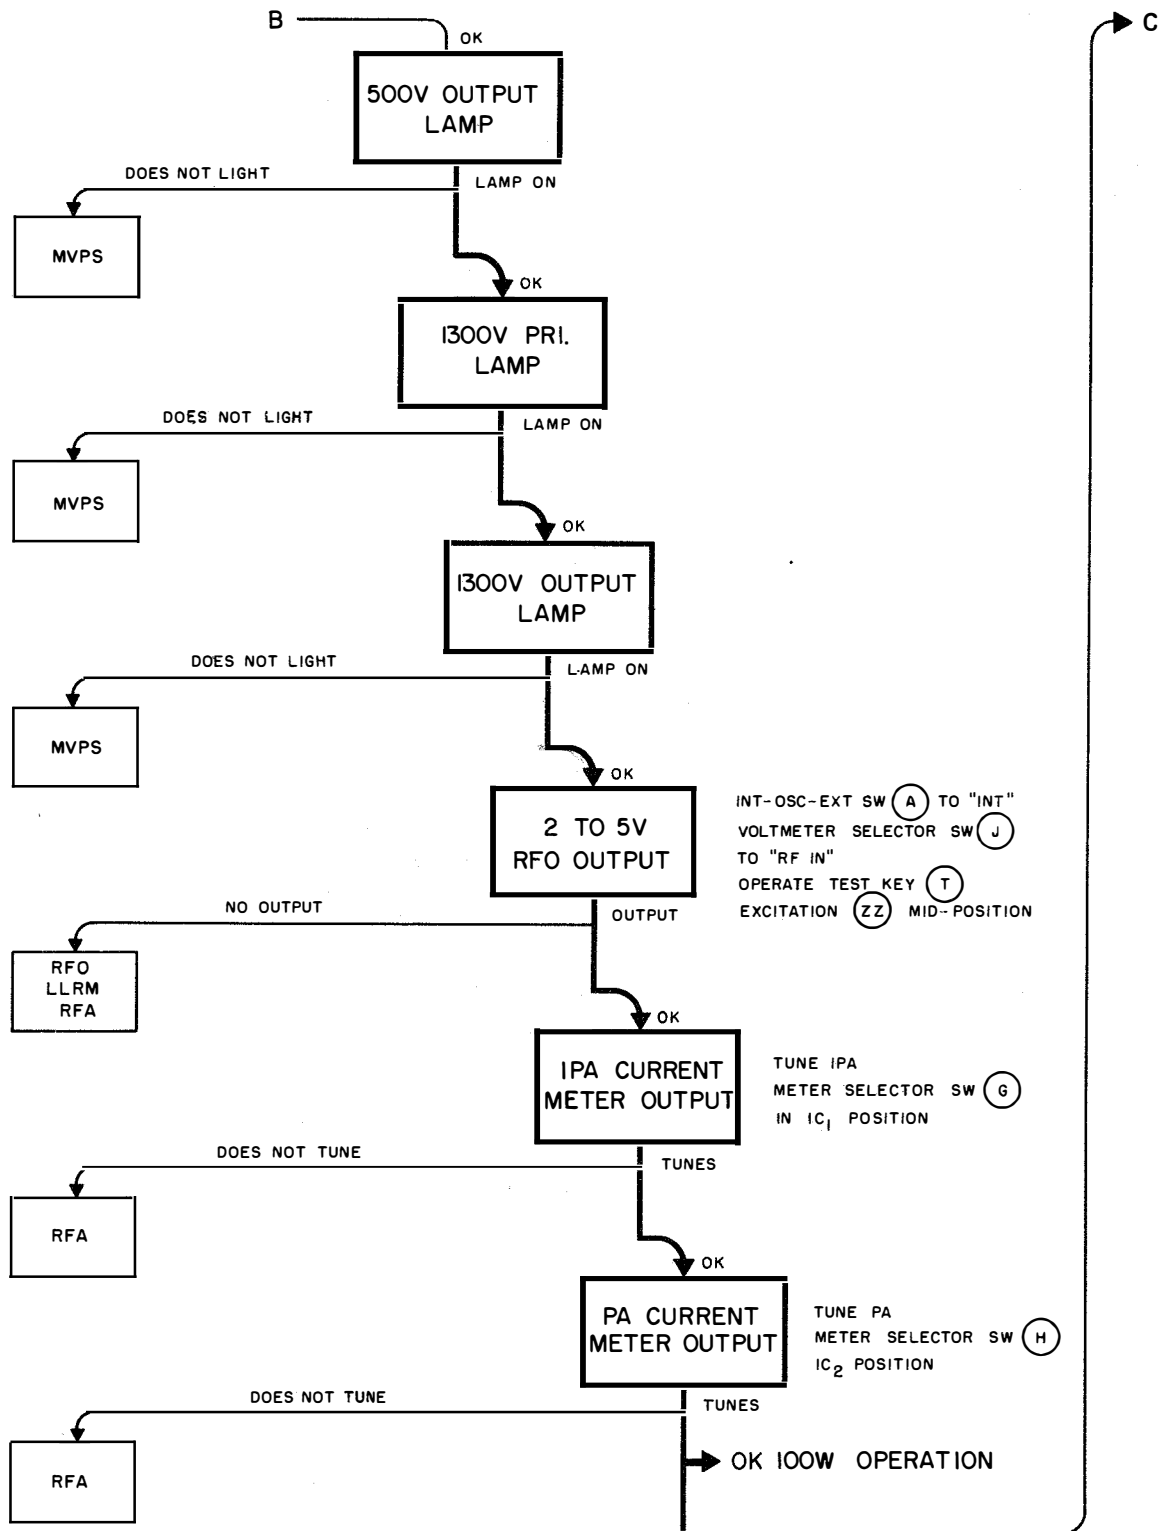 B
C
OK
500V OUTPUT
LAMP
DOES NOT LIGHT
LAMP ON
MVPS
OK
1300V PRI.
LAMP
DOES NOT LIGHT
LAMP ON
MVPS
OK
1300V OUTPUT
LAMP
DOES NOT LIGHT
LAMP ON
MVPS
OK
2 TO 5V
RFO OUTPUT
INT-OSC-EXT SW A TO "INT"
VOLTMETER SELECTOR SW J
TO "RF IN"
OPERATE TEST KEY T
EXCITATION ZZ MID-POSITION
NO OUTPUT
OUTPUT
RFO
LLRM
RFA
OK
IPA CURRENT
METER OUTPUT
TUNE IPA
METER SELECTOR SW G
IN IC1 POSITION
DOES NOT TUNE
TUNES
RFA
OK
PA CURRENT
METER OUTPUT
TUNE PA
METER SELECTOR SW H
IC2 POSITION
DOES NOT TUNE
TUNES
RFA
OK 100W OPERATION